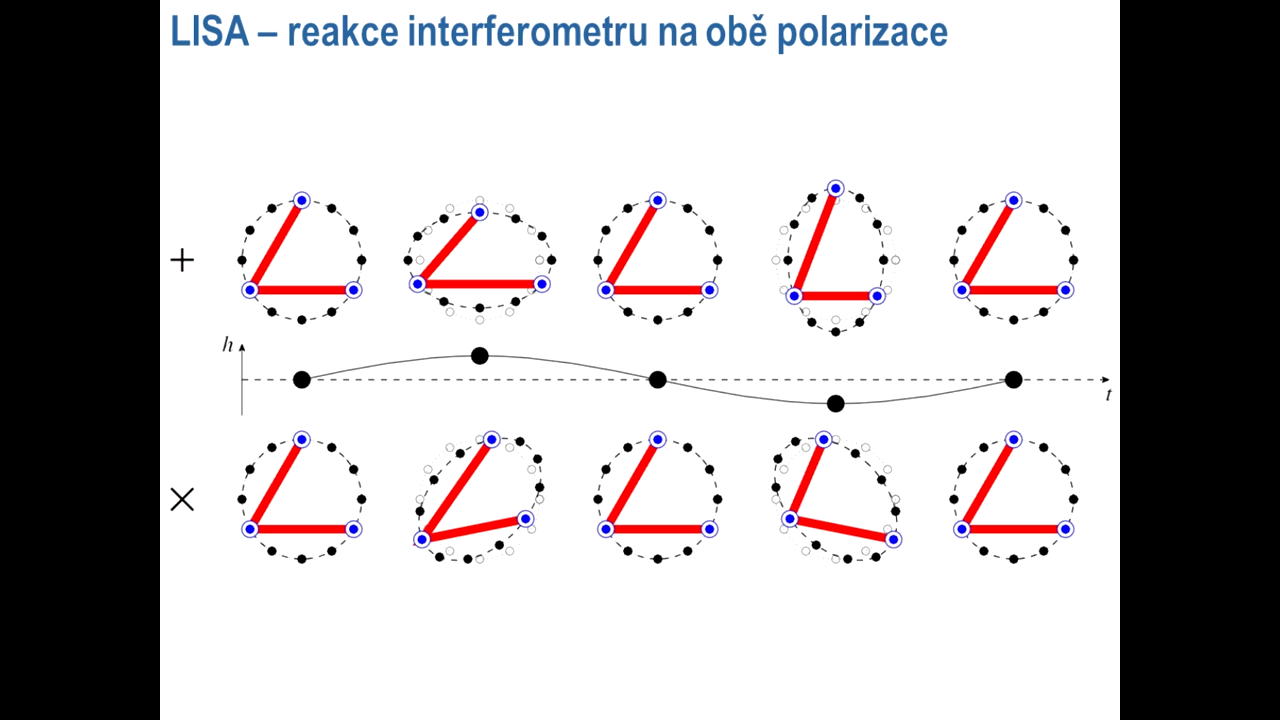 LISA – reakce interferometru na obě polarizace
+
h
t
×